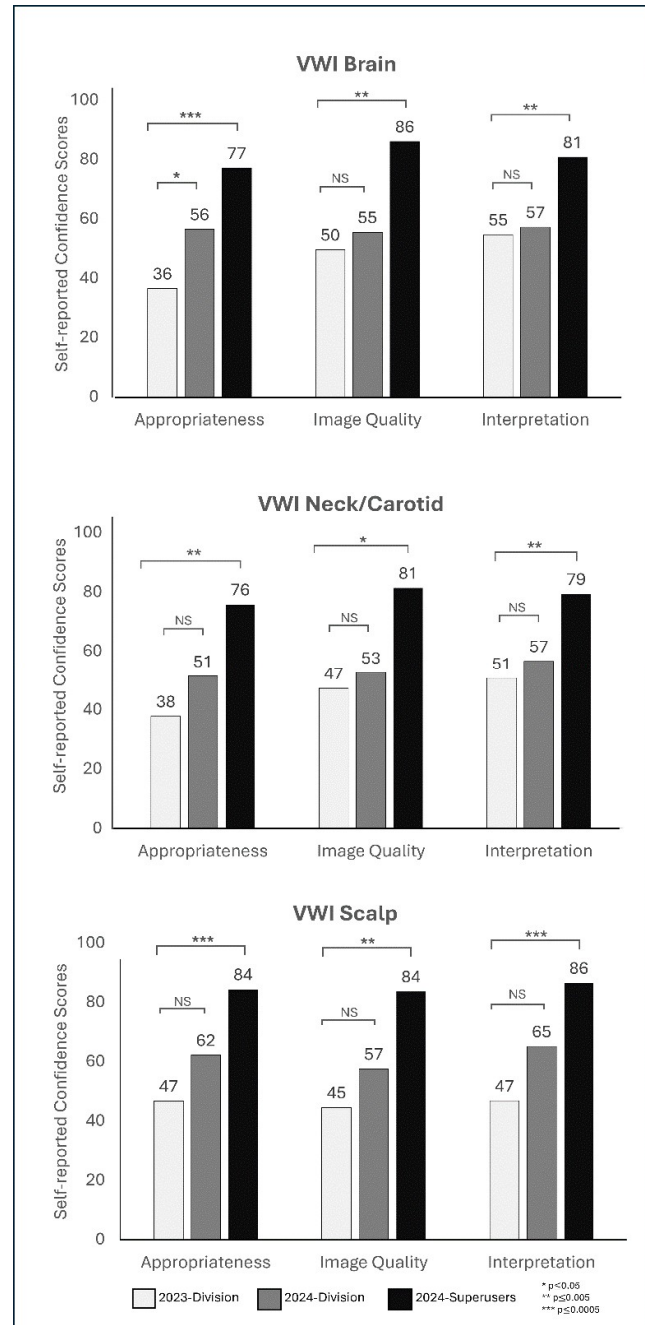 VWI Brain
Self-reported Confidence Scores
100
80
60
40
20
0
***
*
36
56
77
**
NS
50
55
86
**
NS
55
57
81
Appropriateness
Image Quality
Interpretation
VWI Neck/Carotid
Self-reported Confidence Scores
100
80
60
40
20
0
**
NS
38
51
76
*
NS
47
53
81
**
NS
51
57
79
Appropriateness
Image Quality
Interpretation
VWI Scalp
Self-reported Confidence Scores
100
80
60
40
20
0
***
NS
47
62
84
**
NS
45
57
84
***
NS
47
65
86
Appropriateness
Image Quality
Interpretation
2023-Division
2024-Division
2024-Superusers
* p<0.05
** p≤0.005
*** p≤0.0005